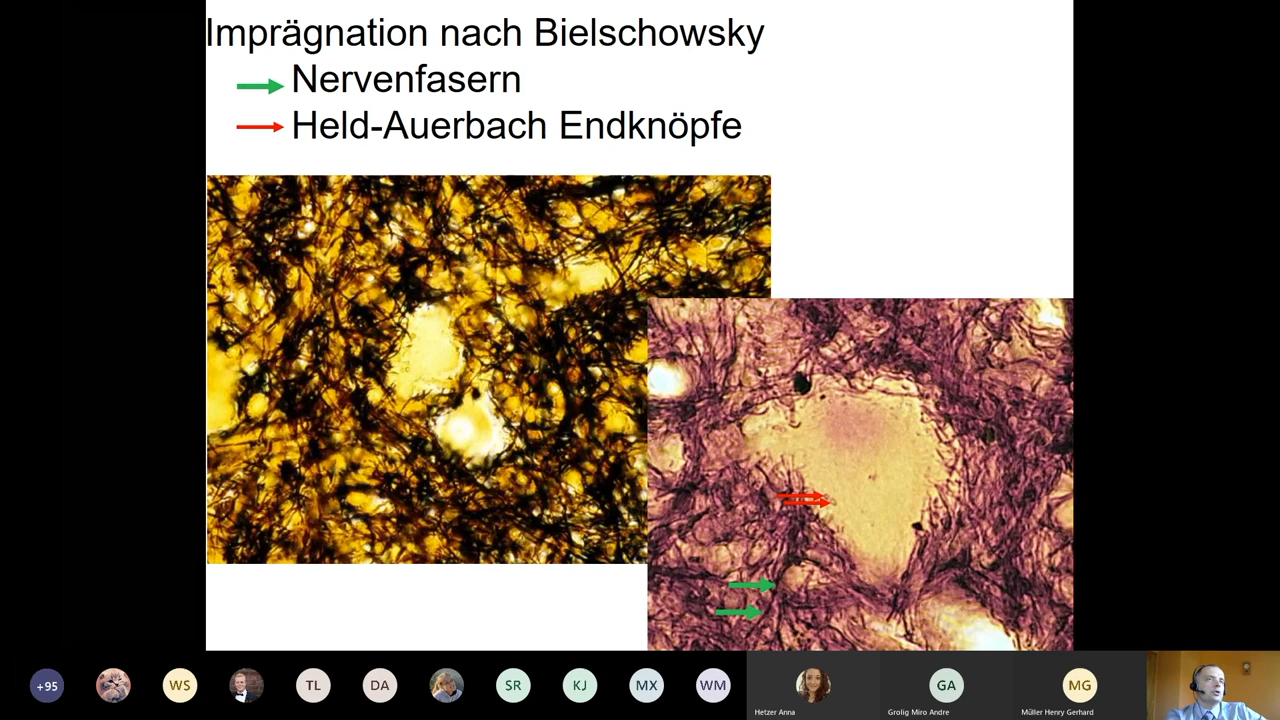 Imprägnation nach Bielschowsky
Nervenfasern
Held-Auerbach Endknöpfe
+95
WS
TL
DA
SR
KJ
MX
WM
GA
MG
Hetzer Anna
Grolig Miro Andre
Müller Henry Gerhard